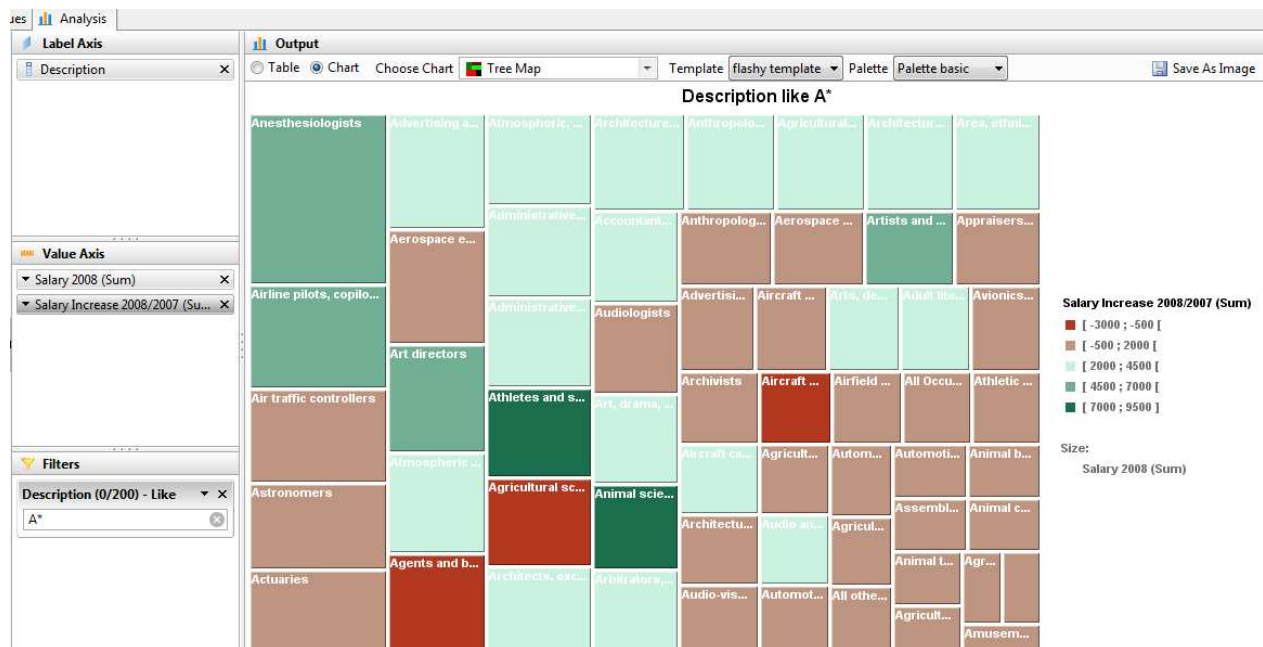 ues Analysis
Label Axis
Description
Value Axis
Salary 2008 (Sum)
Salary Increase 2008/2007 (Su...
Filters
Description (0/200) - Like
A*
Output
Table Chart Choose Chart Tree Map Template flashy template Palette Palette basic Save As Image
Description like A*
Anesthesiologists
Airline pilots, copilo...
Air traffic controllers
Astronomers
Actuaries
Advertising a...
Aerospace e...
Art directors
Atmospheric ...
Agents and b...
Atmospheric, ...
Administrative...
Administrative...
Athletes and s...
Agricultural sc...
Architects, exc...
Architecture...
Accountant...
Audiologists
Art, drama, ...
Animal scie...
Arbitrators,...
Anthropolo...
Agricultural...
Architectur...
Area, ethni...
Anthropolog...
Aerospace ...
Artists and ...
Appraisers...
Advertisi...
Aircraft ...
Arts, de...
Adult lite...
Avionics...
Archivists
Aircraft ...
Airfield ...
All Occu...
Athletic ...
Aircraft ca...
Agricult...
Autom...
Automoti...
Animal b...
Assembl...
Animal c...
Architectu...
Audio an...
Agricul...
Animal t...
Agr...
Audio-vis...
Automot...
All othe...
Agricult...
Amusem...
Salary Increase 2008/2007 (Sum)
[ -3000 ; -500 [
[ -500 ; 2000 [
[ 2000 ; 4500 [
[ 4500 ; 7000 [
[ 7000 ; 9500 ]
Size:
Salary 2008 (Sum)